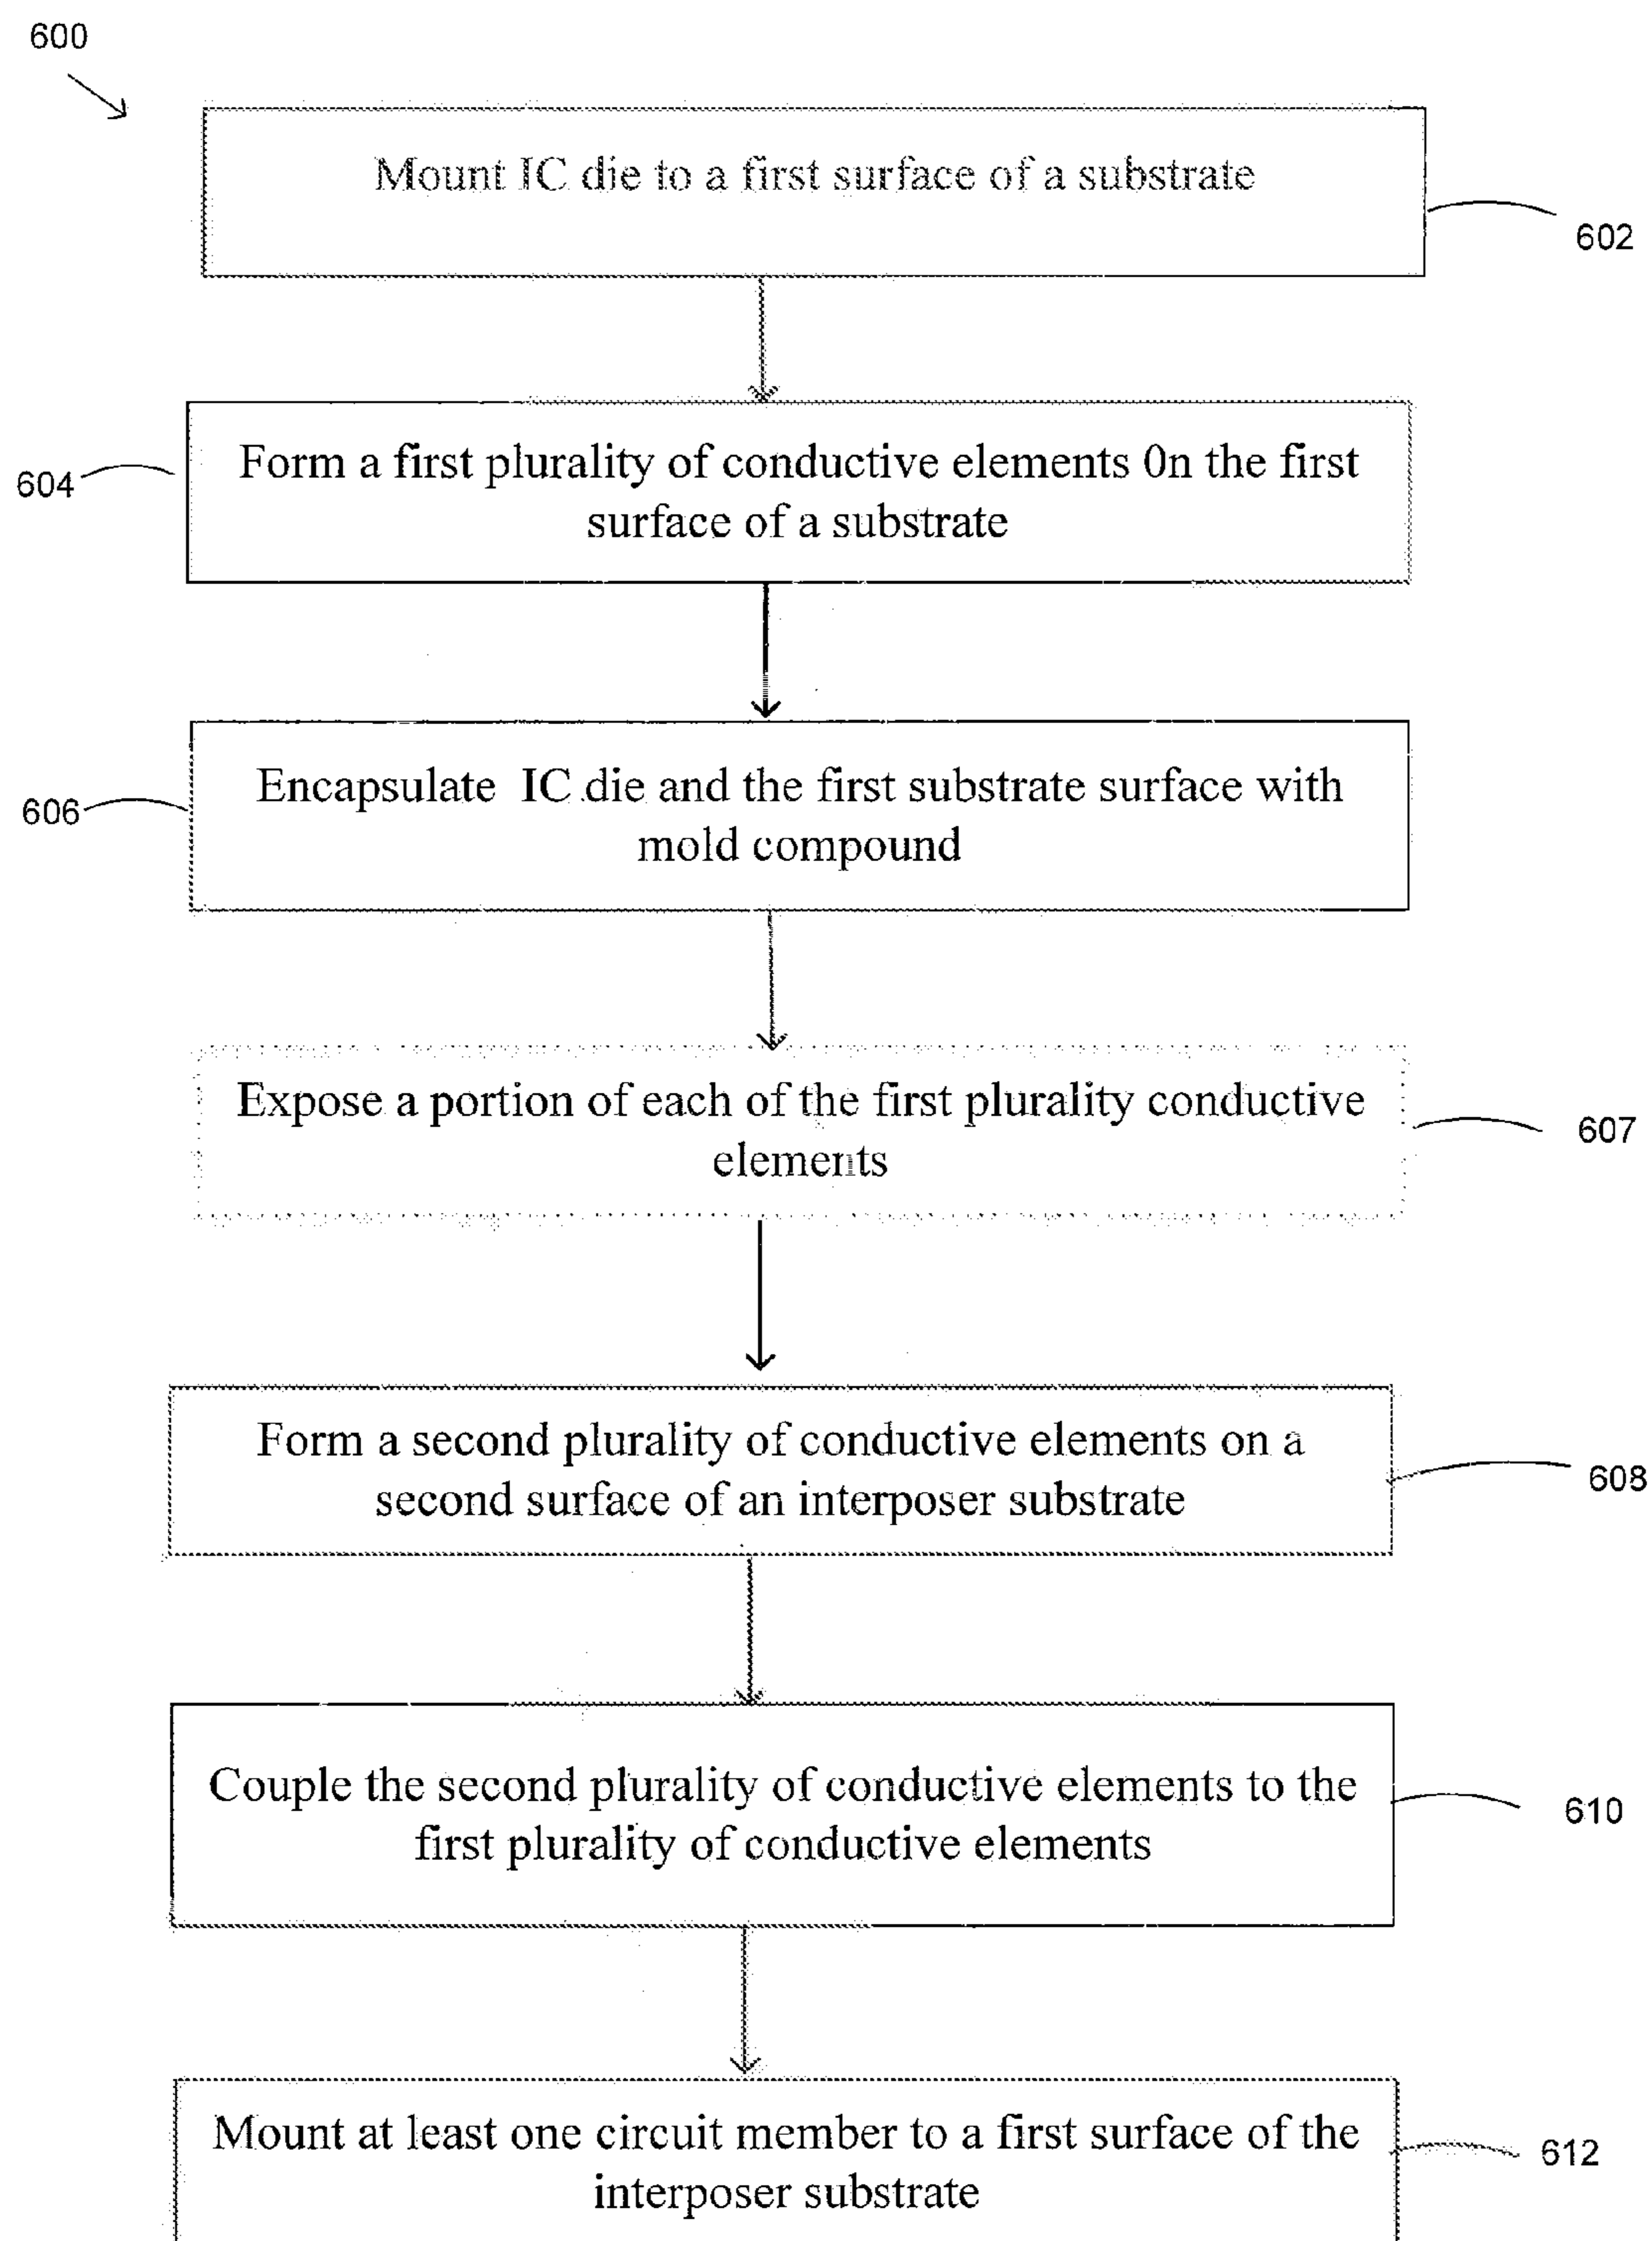 600
Mount IC die to a first surface of a substrate
602
Form a first plurality of conductive elements 0n the first
surface of a substrate
604
Encapsulate IC die and the first substrate surface with
mold compound
606
Expose a portion of each of the first plurality conductive
elements
607
Form a second plurality of conductive elements on a
second surface of an interposer substrate
608
Couple the second plurality of conductive elements to the
first plurality of conductive elements
610
Mount at least one circuit member to a first surface of the
interposer substrate
612